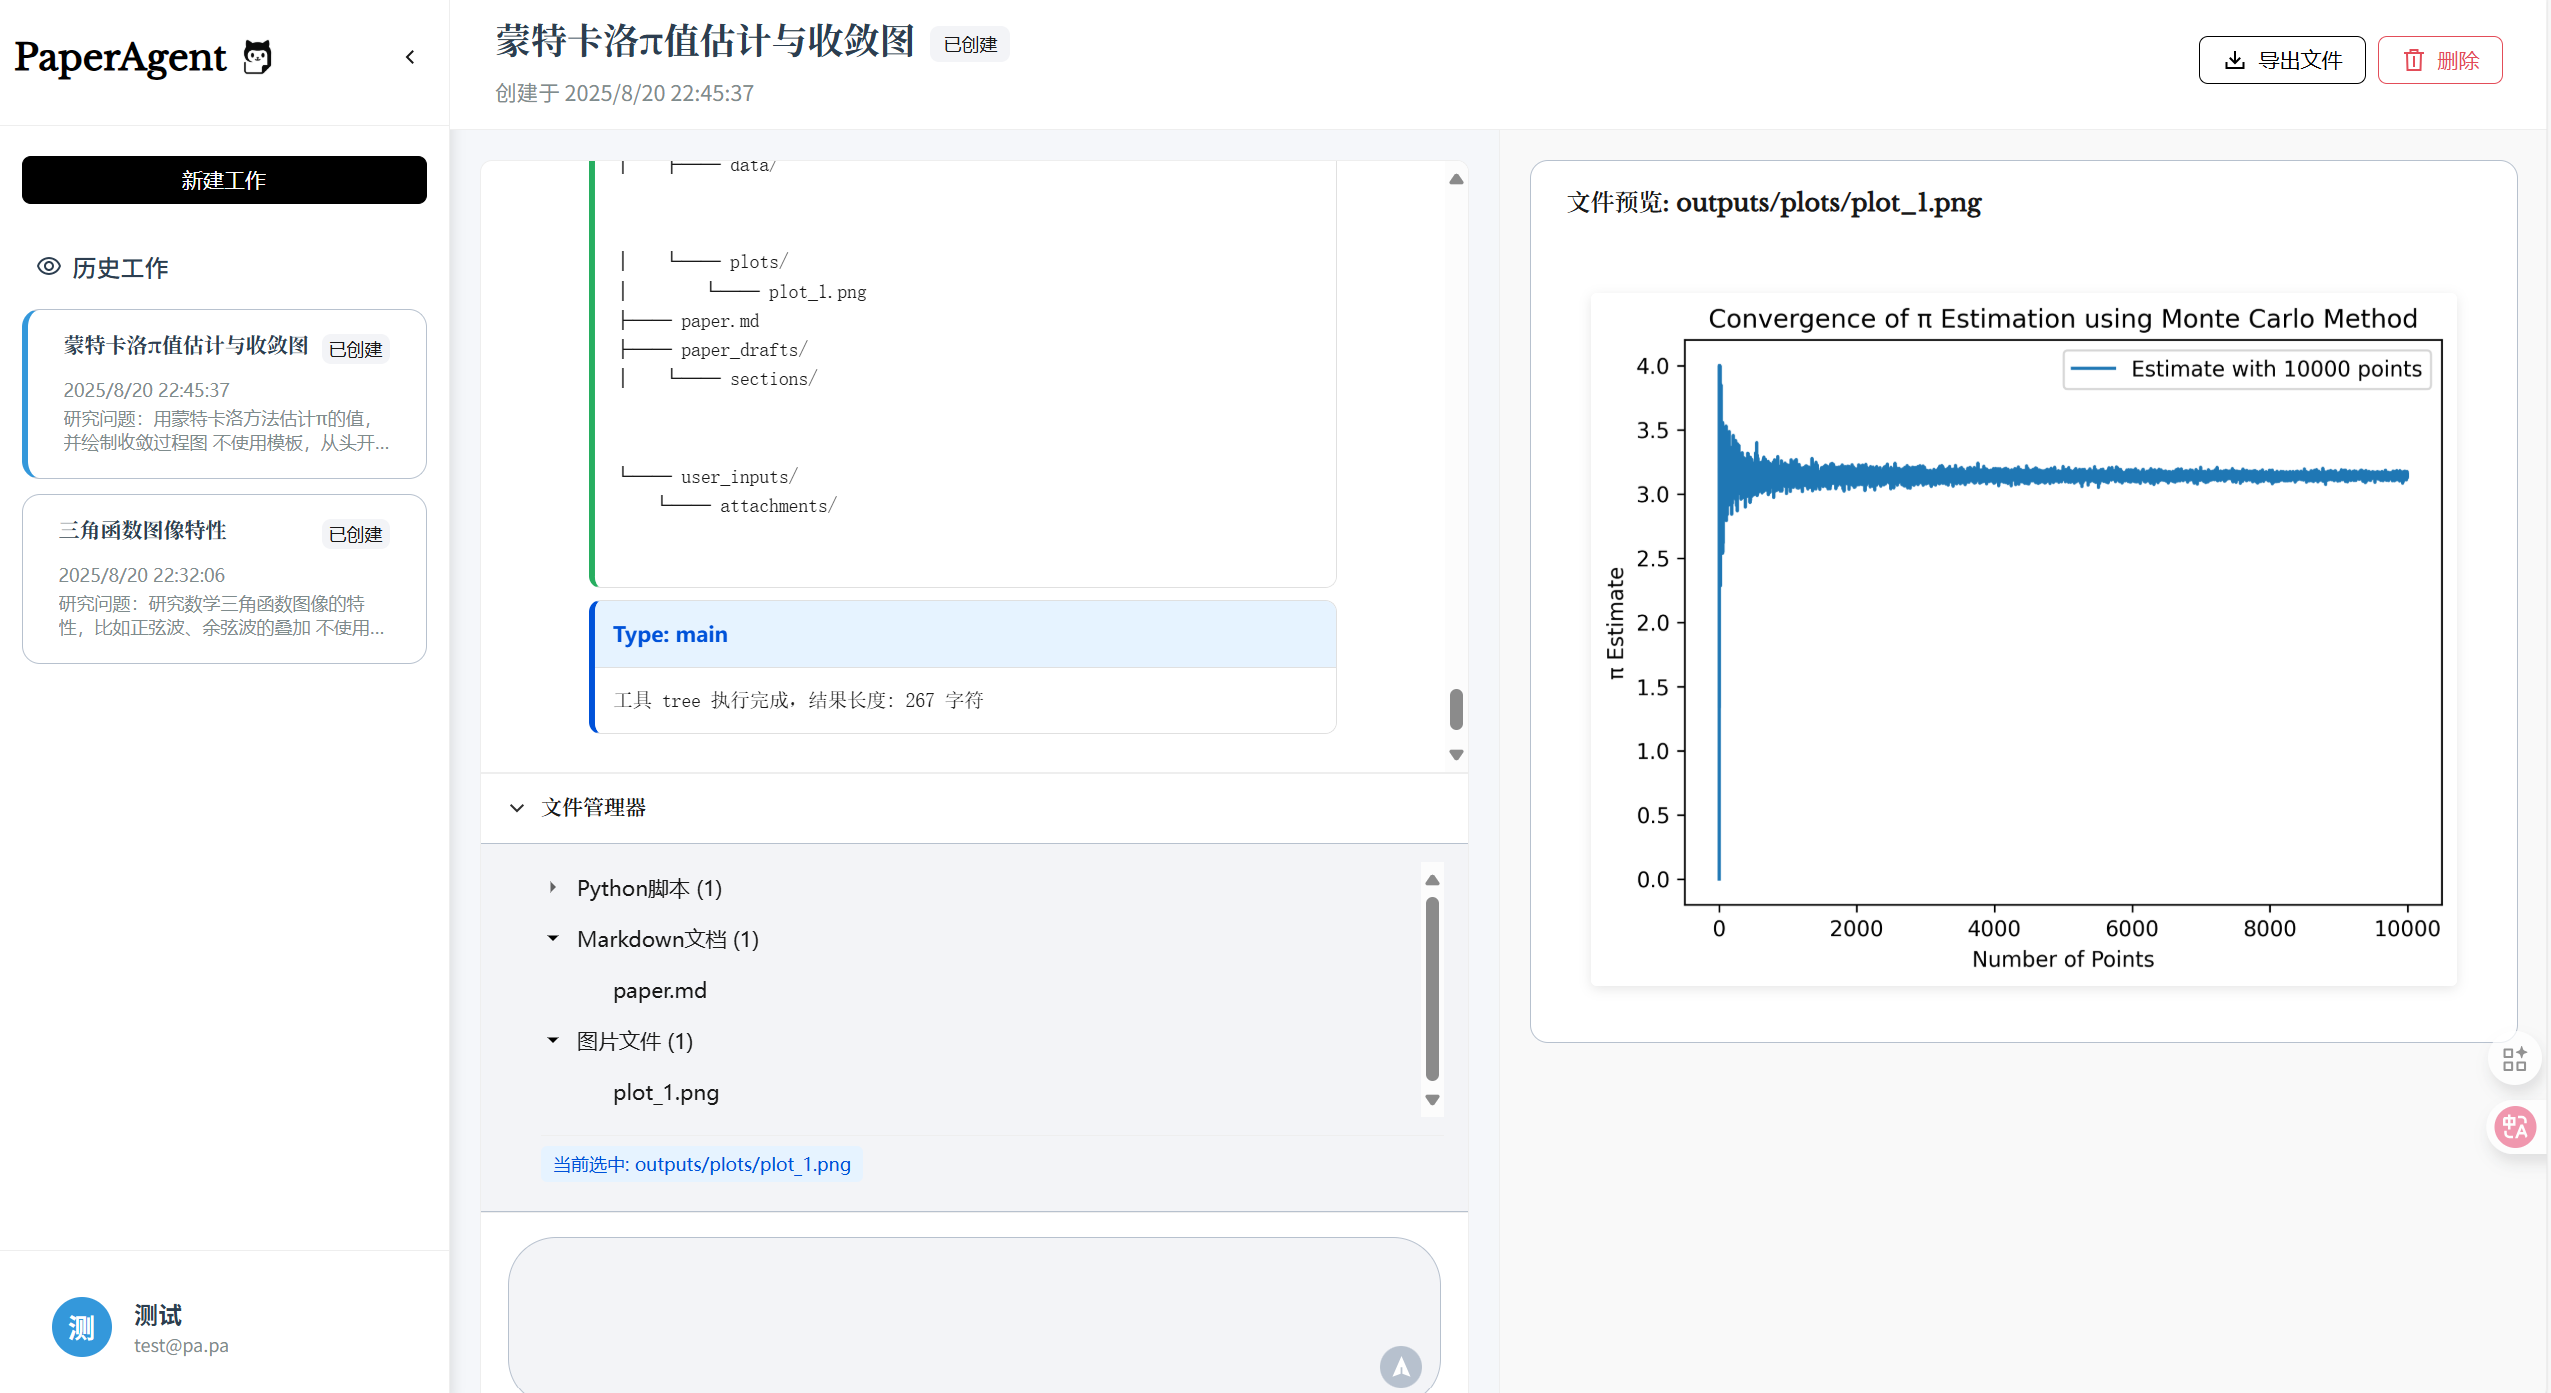 PaperAgent
新建工作
历史工作
蒙特卡洛π值估计与收敛图 已创建
2025/8/20 22:45:37
研究问题：用蒙特卡洛方法估计π的值，
并绘制收敛过程图 不使用模板，从头开...
三角函数图像特性 已创建
2025/8/20 22:32:06
研究问题：研究数学三角函数图像的特
性，比如正弦波、余弦波的叠加 不使用...
测 测试
test@pa.pa
蒙特卡洛π值估计与收敛图 已创建
创建于 2025/8/20 22:45:37
导出文件 删除
│    ├──── data/
│    └──── plots/
│        └──── plot_1.png
├──── paper.md
├──── paper_drafts/
│    └──── sections/
└──── user_inputs/
    └──── attachments/
Type: main
工具 tree 执行完成，结果长度: 267 字符
文件管理器
Python脚本 (1)
Markdown文档 (1)
paper.md
图片文件 (1)
plot_1.png
当前选中: outputs/plots/plot_1.png
文件预览: outputs/plots/plot_1.png
Convergence of π Estimation using Monte Carlo Method
Estimate with 10000 points
4.0
3.5
3.0
2.5
2.0
1.5
1.0
0.5
0.0
π Estimate
0 2000 4000 6000 8000 10000
Number of Points
中A